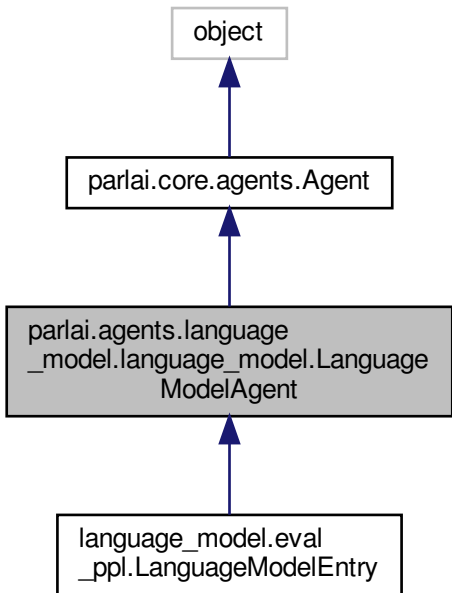 object
parlai.core.agents.Agent
parlai.agents.language
_model.language_model.Language
ModelAgent
language_model.eval
_ppl.LanguageModelEntry